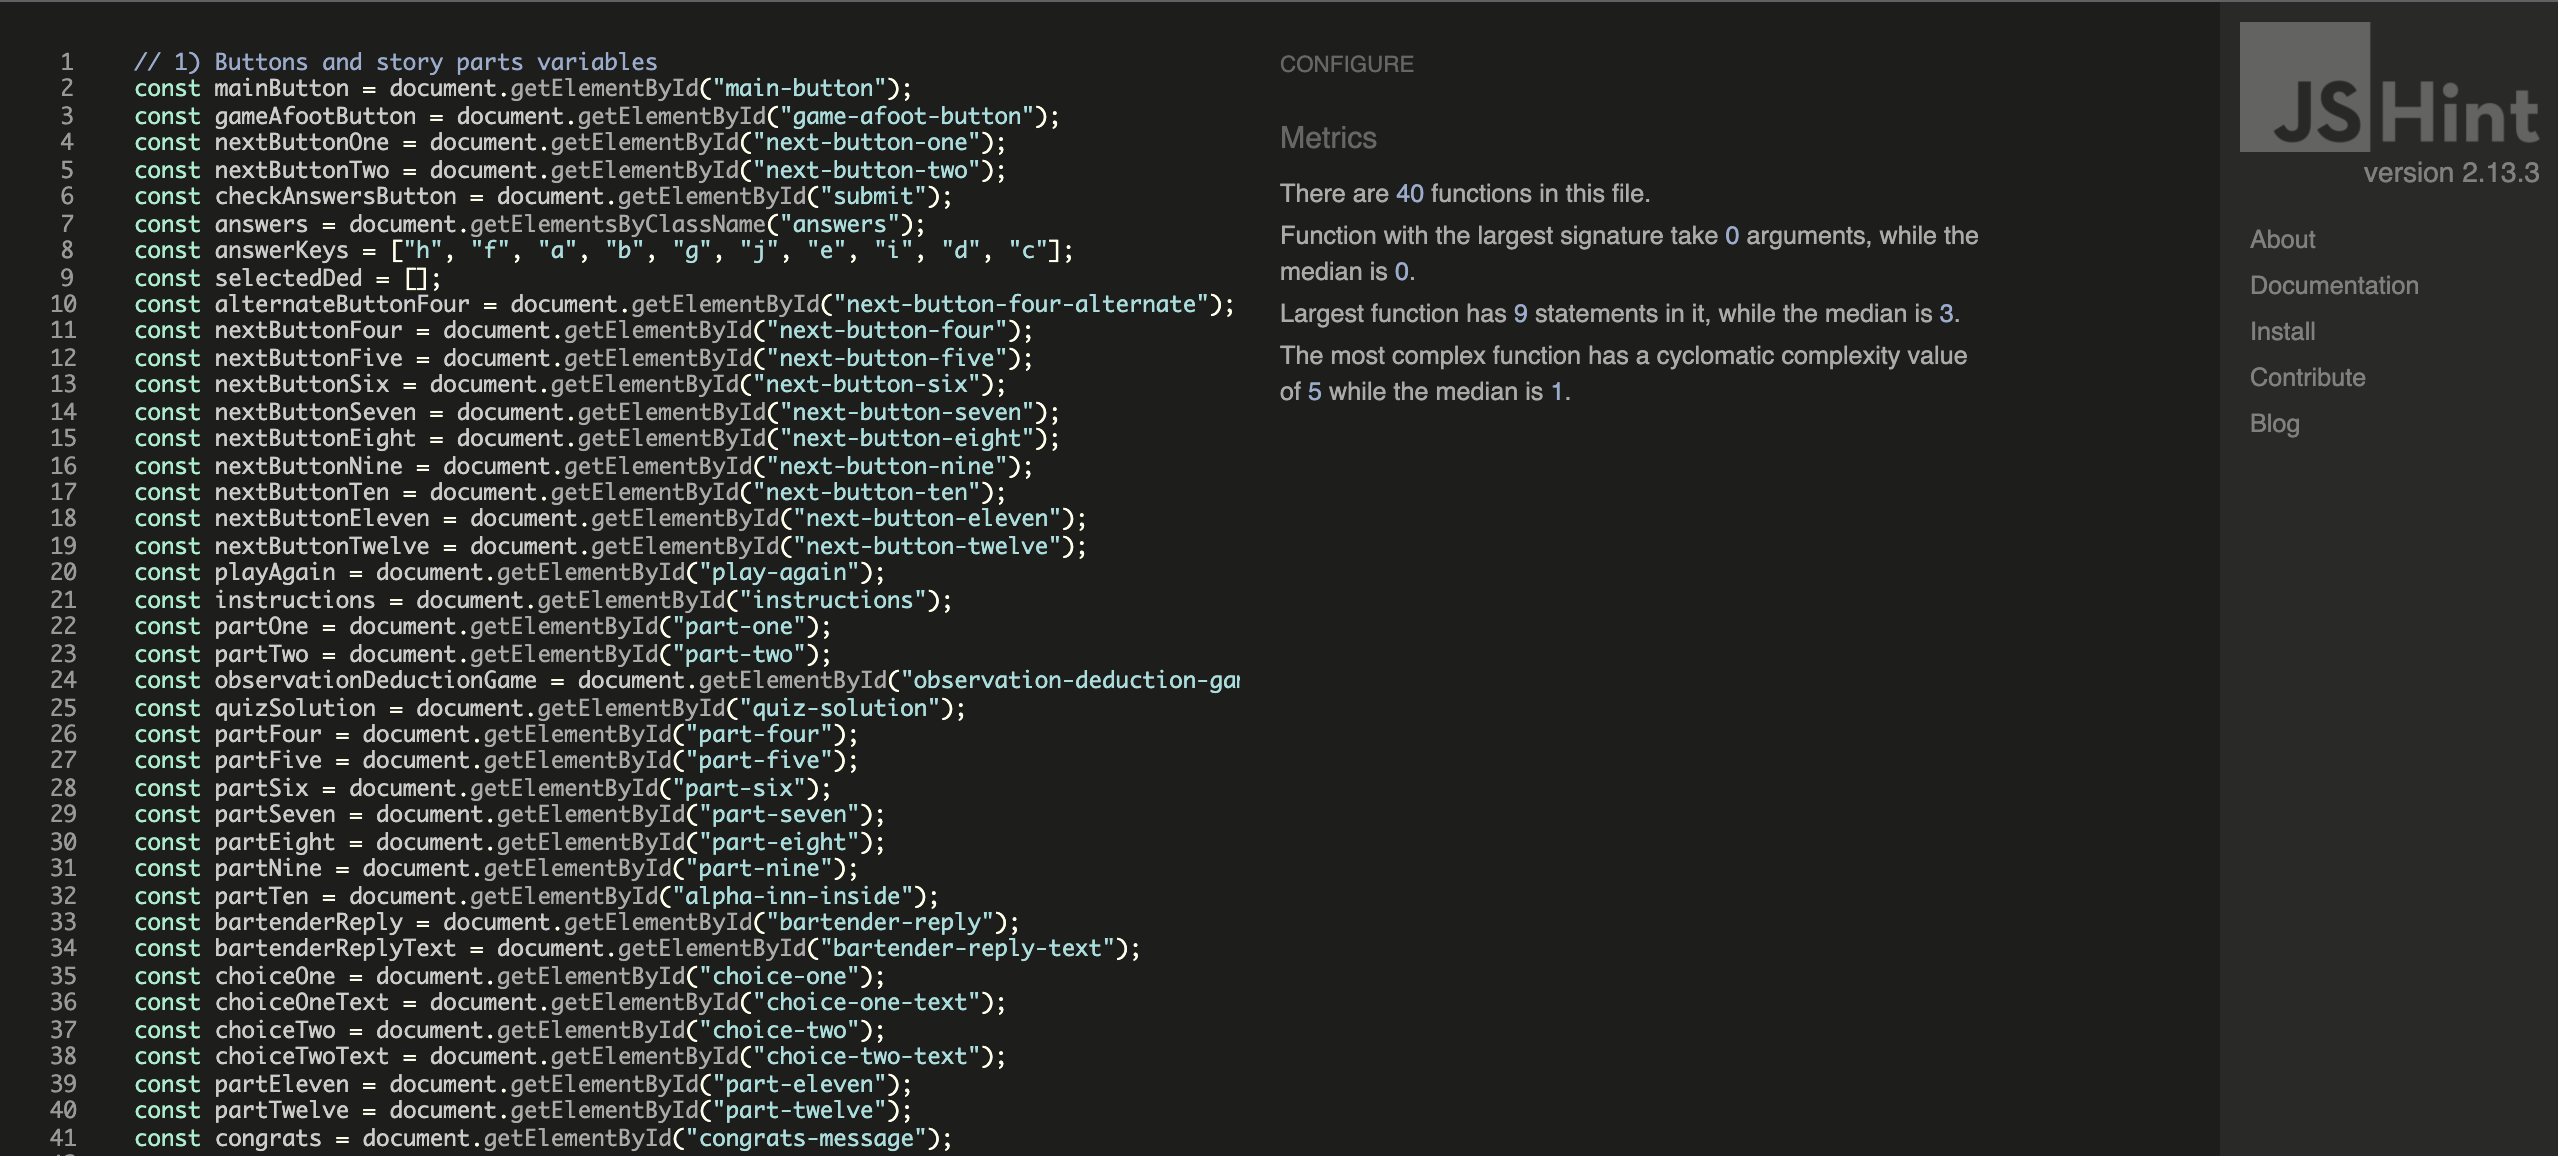 1 // 1) Buttons and story parts variables
2 const mainButton = document.getElementById("main-button");
3 const gameAfootButton = document.getElementById("game-afoot-button");
4 const nextButtonOne = document.getElementById("next-button-one");
5 const nextButtonTwo = document.getElementById("next-button-two");
6 const checkAnswersButton = document.getElementById("submit");
7 const answers = document.getElementsByClassName("answers");
8 const answerKeys = ["h", "f", "a", "b", "g", "j", "e", "i", "d", "c"];
9 const selectedDed = [];
10 const alternateButtonFour = document.getElementById("next-button-four-alternate");
11 const nextButtonFour = document.getElementById("next-button-four");
12 const nextButtonFive = document.getElementById("next-button-five");
13 const nextButtonSix = document.getElementById("next-button-six");
14 const nextButtonSeven = document.getElementById("next-button-seven");
15 const nextButtonEight = document.getElementById("next-button-eight");
16 const nextButtonNine = document.getElementById("next-button-nine");
17 const nextButtonTen = document.getElementById("next-button-ten");
18 const nextButtonEleven = document.getElementById("next-button-eleven");
19 const nextButtonTwelve = document.getElementById("next-button-twelve");
20 const playAgain = document.getElementById("play-again");
21 const instructions = document.getElementById("instructions");
22 const partOne = document.getElementById("part-one");
23 const partTwo = document.getElementById("part-two");
24 const observationDeductionGame = document.getElementById("observation-deduction-ga
25 const quizSolution = document.getElementById("quiz-solution");
26 const partFour = document.getElementById("part-four");
27 const partFive = document.getElementById("part-five");
28 const partSix = document.getElementById("part-six");
29 const partSeven = document.getElementById("part-seven");
30 const partEight = document.getElementById("part-eight");
31 const partNine = document.getElementById("part-nine");
32 const partTen = document.getElementById("alpha-inn-inside");
33 const bartenderReply = document.getElementById("bartender-reply");
34 const bartenderReplyText = document.getElementById("bartender-reply-text");
35 const choiceOne = document.getElementById("choice-one");
36 const choiceOneText = document.getElementById("choice-one-text");
37 const choiceTwo = document.getElementById("choice-two");
38 const choiceTwoText = document.getElementById("choice-two-text");
39 const partEleven = document.getElementById("part-eleven");
40 const partTwelve = document.getElementById("part-twelve");
41 const congrats = document.getElementById("congrats-message");
CONFIGURE
Metrics
There are 40 functions in this file.
Function with the largest signature take 0 arguments, while the
median is 0.
Largest function has 9 statements in it, while the median is 3.
The most complex function has a cyclomatic complexity value
of 5 while the median is 1.
JSHint
version 2.13.3
About
Documentation
Install
Contribute
Blog